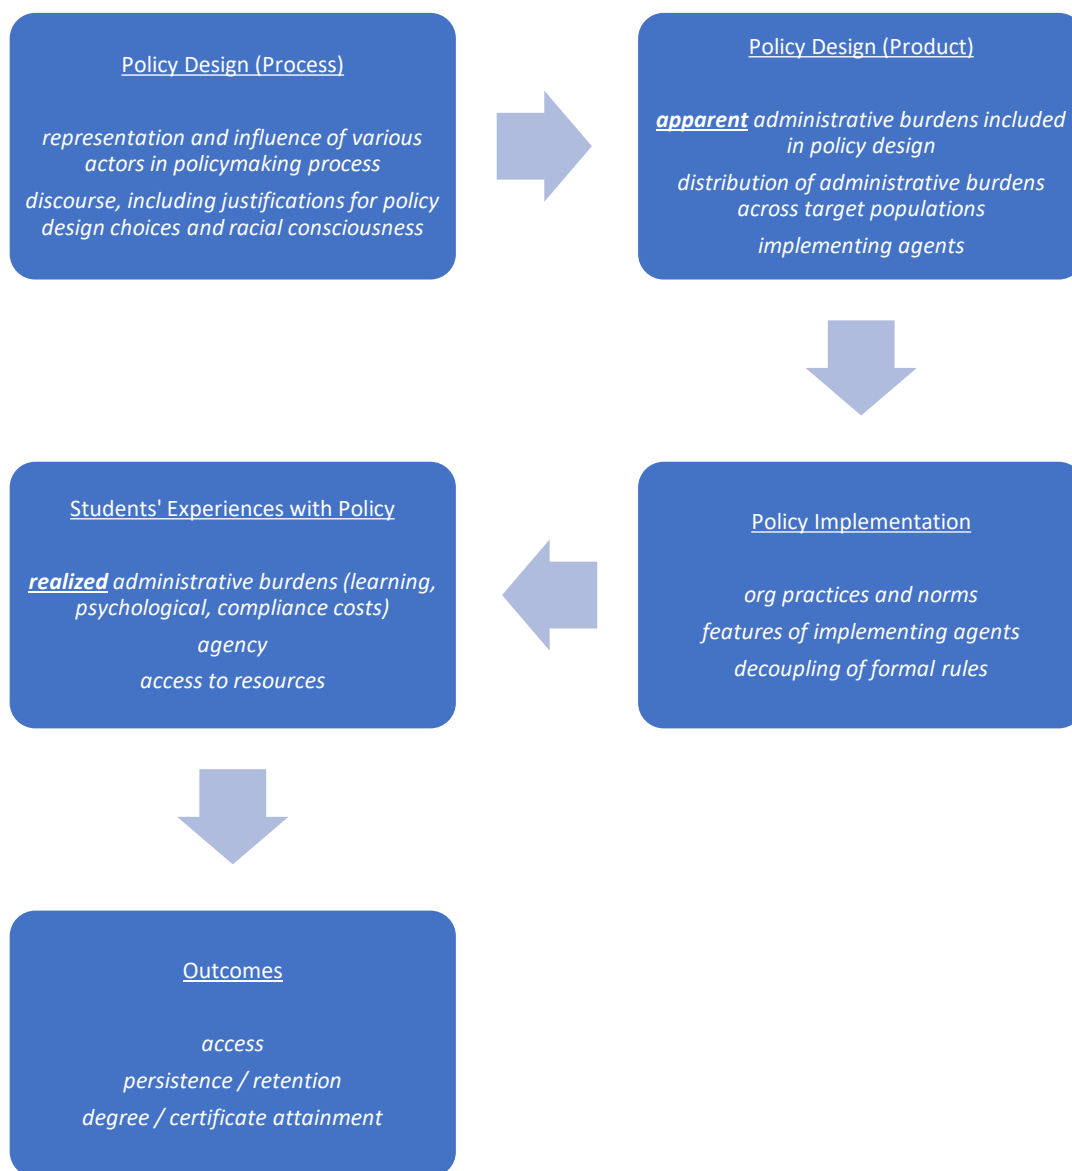 Policy Design (Process)
representation and influence of various
actors in policymaking process
discourse, including justifications for policy
design choices and racial consciousness
Policy Design (Product)
apparent administrative burdens included
in policy design
distribution of administrative burdens
across target populations
implementing agents
Policy Implementation
org practices and norms
features of implementing agents
decoupling of formal rules
Students' Experiences with Policy
realized administrative burdens (learning,
psychological, compliance costs)
agency
access to resources
Outcomes
access
persistence / retention
degree / certificate attainment